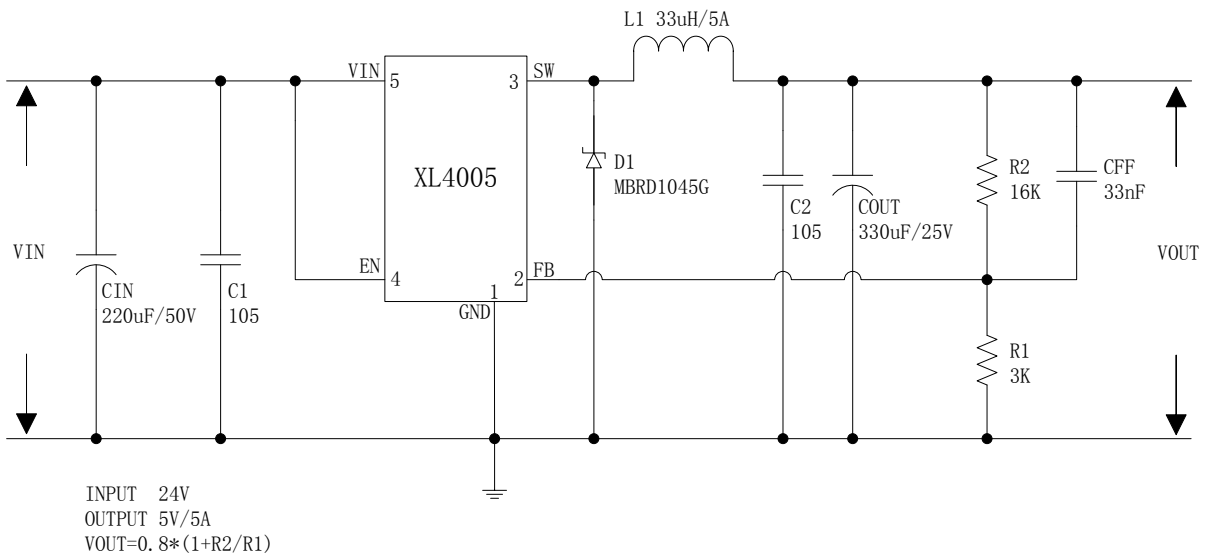 L1 33uH/5A
VIN
5
3
SW
XL4005
D1
MBRD1045G
R2
16K
CFF
33nF
C2
105
COUT
330uF/25V
VIN
VOUT
EN
4
2
FB
CIN
220uF/50V
C1
105
1
GND
R1
3K
INPUT 24V
OUTPUT 5V/5A
VOUT=0.8*(1+R2/R1)